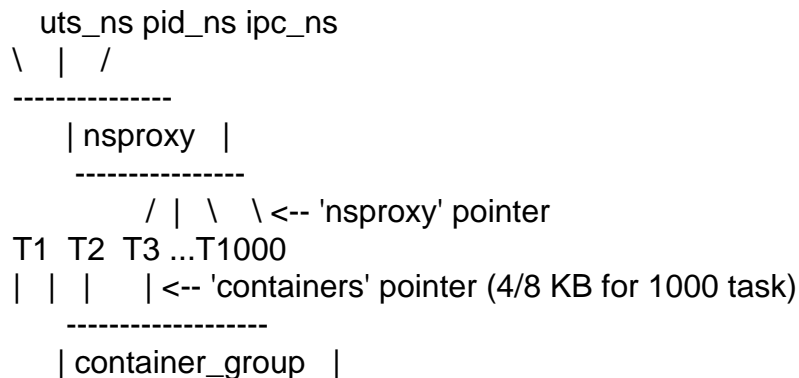 uts_ns pid_ns ipc_ns
\ | /
---------------
| nsproxy |
----------------
/ | \ \ <-- 'nsproxy' pointer
T1 T2 T3 ...T1000
| | | | <-- 'containers' pointer (4/8 KB for 1000 task)
-------------------
| container_group |